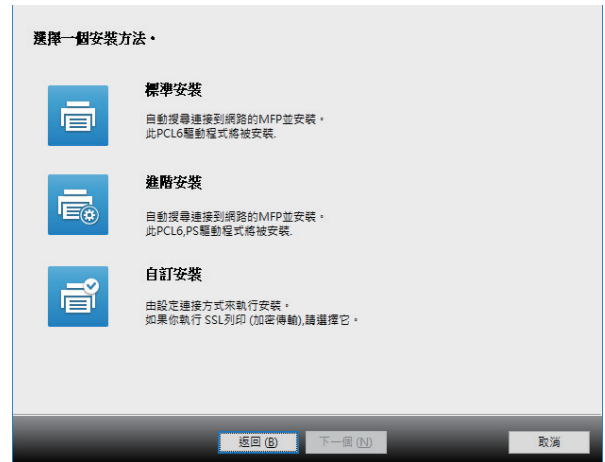 選擇一個安裝方法。
標準安裝
自動搜尋連接到網路的MFP並安裝。
此PCL6驅動程式將被安裝.
進階安裝
自動搜尋連接到網路的MFP並安裝。
此PCL6,PS驅動程式將被安裝.
自訂安裝
由設定連接方式來執行安裝。
如果你執行 SSL列印 (加密傳輸),請選擇它。
返回 (B) 下一個 (N) 取消